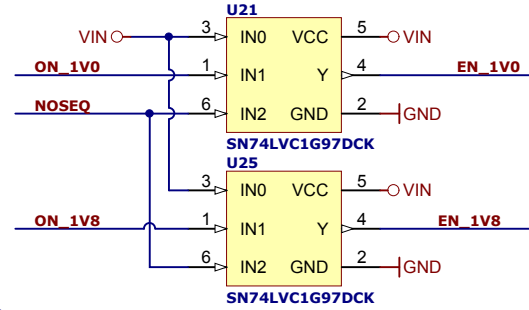 U21
VIN 3 IN0 VCC 5 VIN
ON_1V0 1 IN1 Y 4 EN_1V0
NOSEQ 6 IN2 GND 2 GND
SN74LVC1G97DCK
U25
3 IN0 VCC 5 VIN
ON_1V8 1 IN1 Y 4 EN_1V8
6 IN2 GND 2 GND
SN74LVC1G97DCK